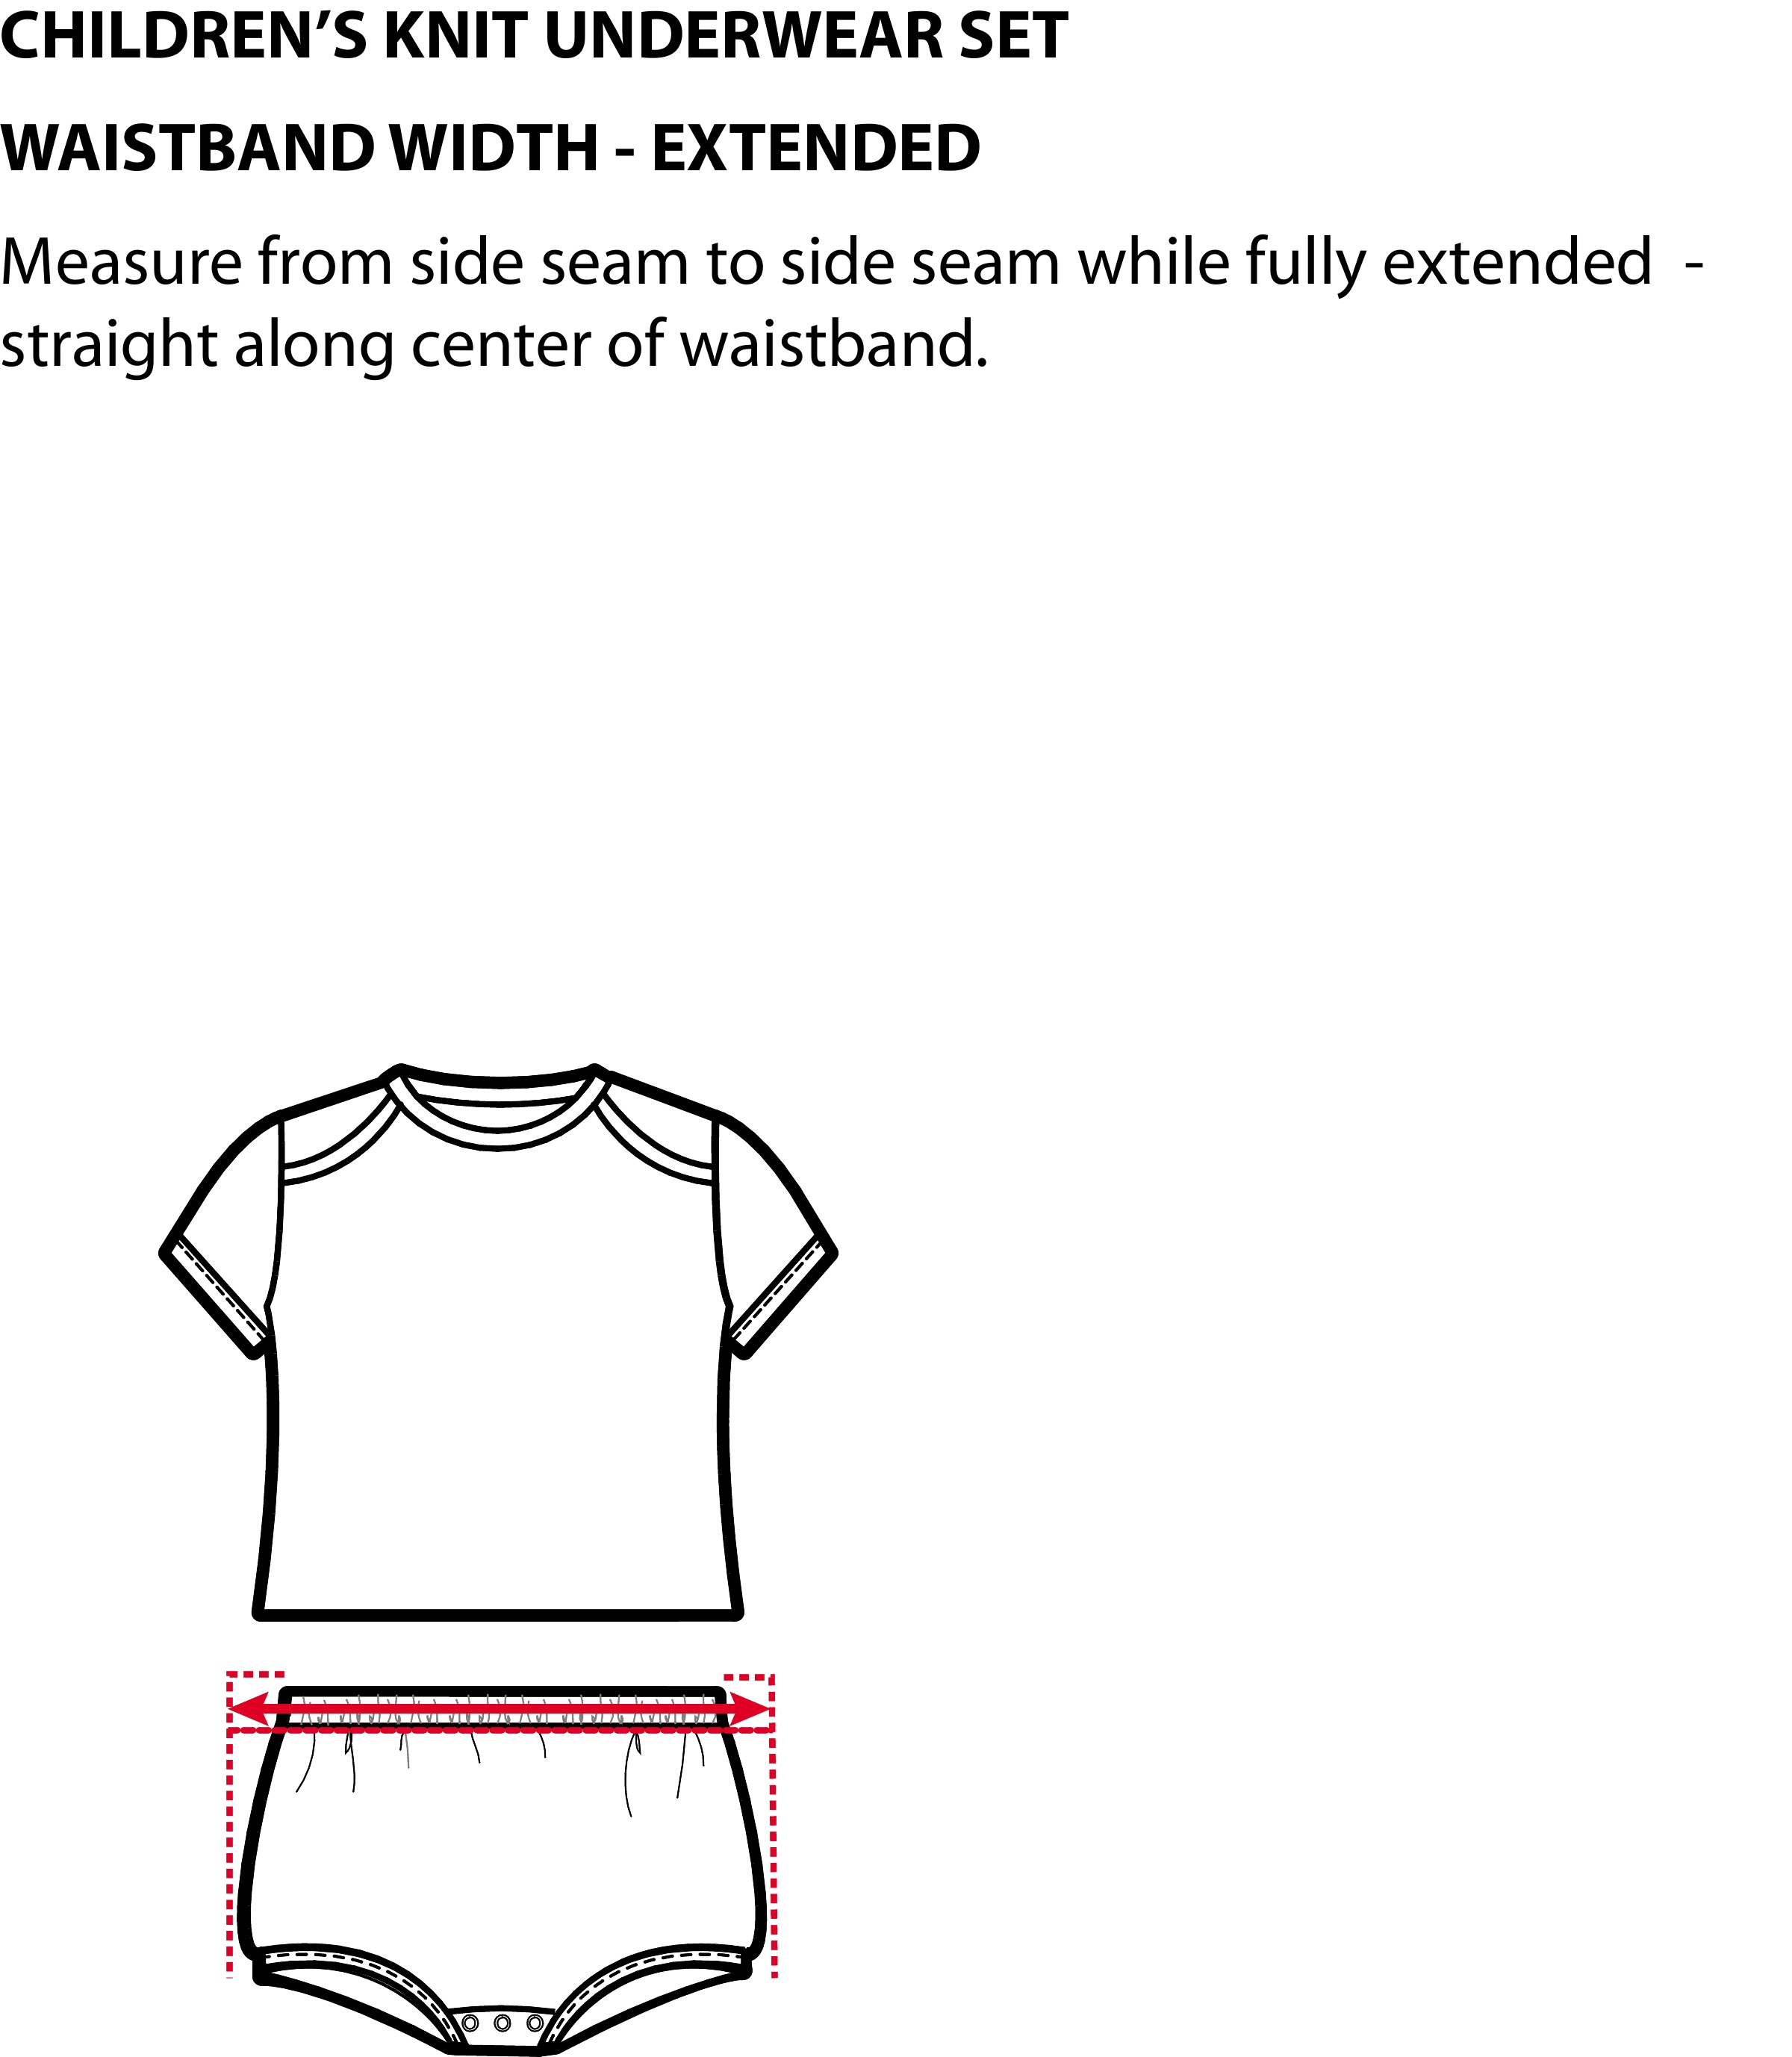 CHILDREN’S KNIT UNDERWEAR SET
WAISTBAND WIDTH - EXTENDED
Measure from side seam to side seam while fully extended -
straight along center of waistband.